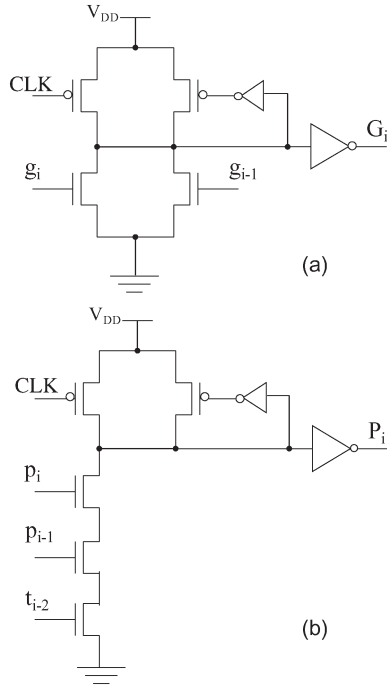 V_DD
CLK
G_i
g_i
g_i-1
(a)
V_DD
CLK
P_i
p_i
p_i-1
t_i-2
(b)